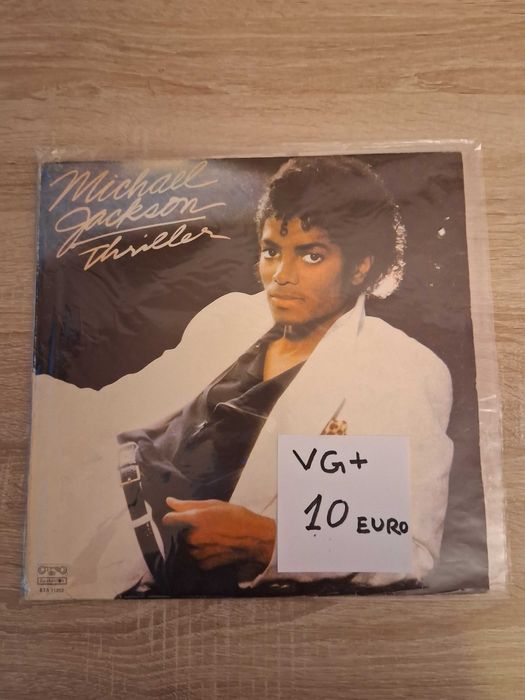 Michael
Jackson
Thriller
VG+
10 EURO